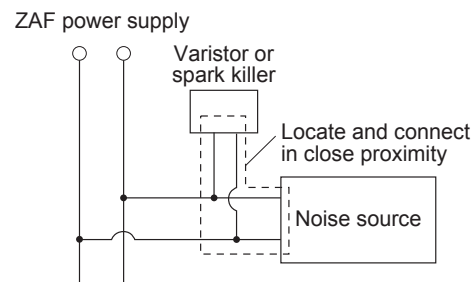 ZAF power supply
Varistor or
spark killer
Locate and connect
in close proximity
Noise source